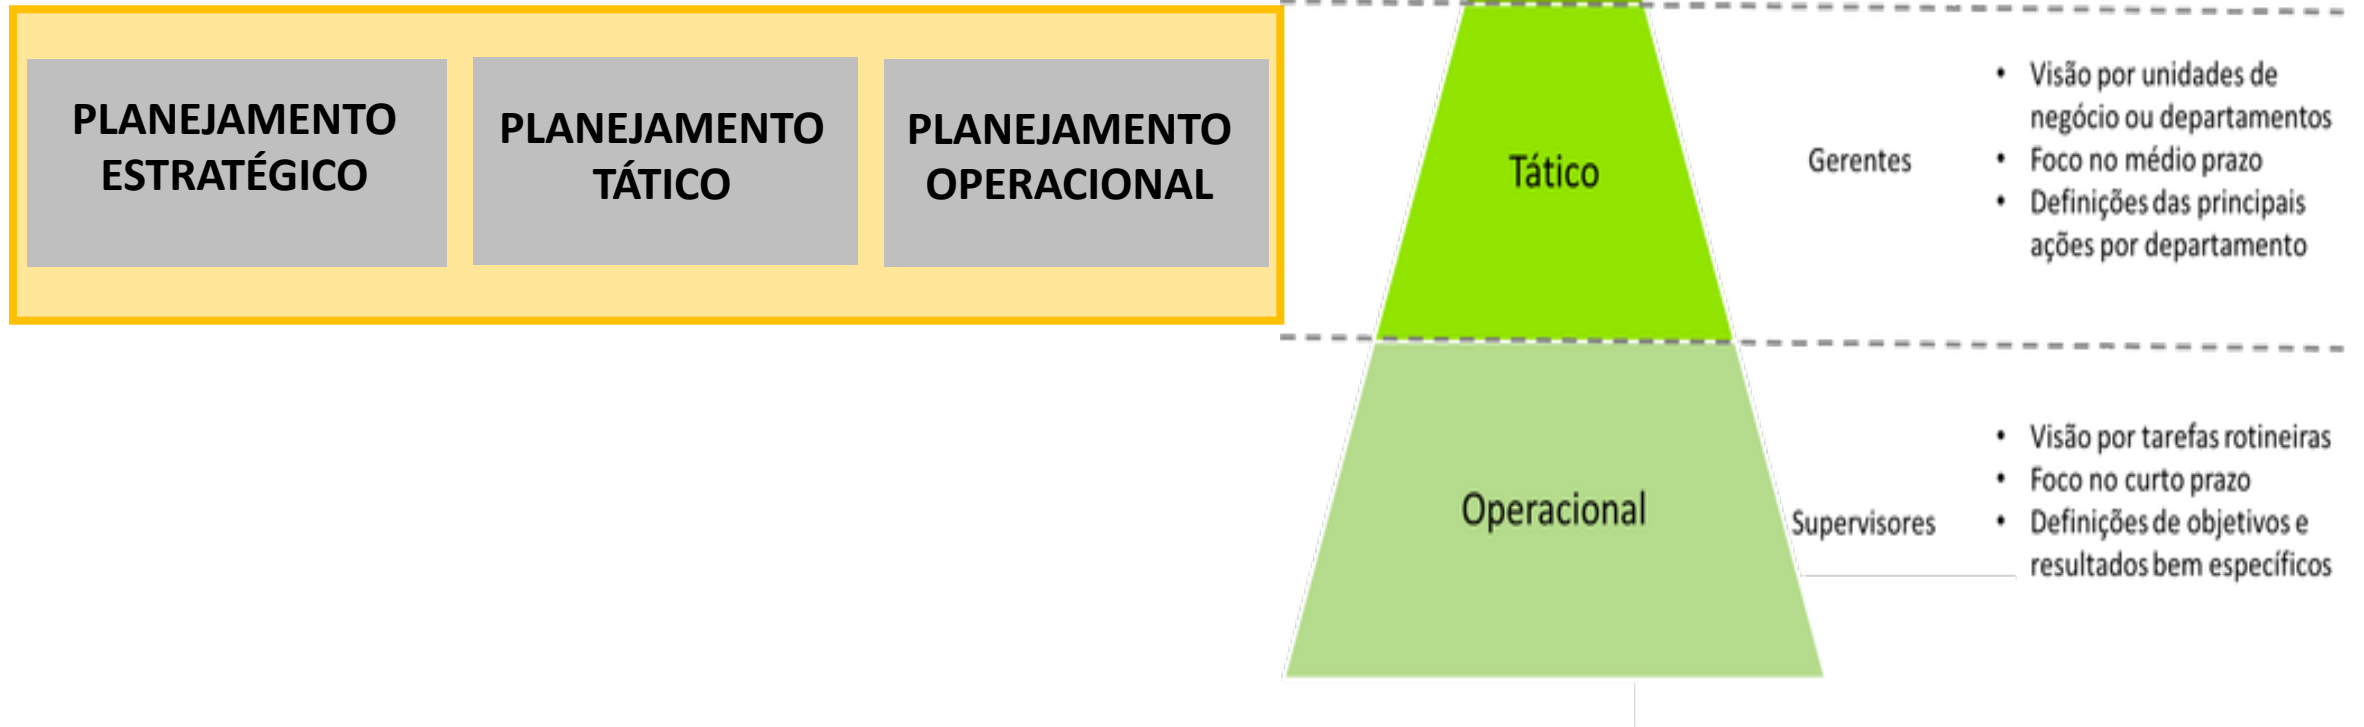 PLANEJAMENTO
ESTRATÉGICO
PLANEJAMENTO
TÁTICO
PLANEJAMENTO
OPERACIONAL
Tático
Gerentes
• Visão por unidades de
negócio ou departamentos
• Foco no médio prazo
• Definições das principais
ações por departamento
Operacional
Supervisores
• Visão por tarefas rotineiras
• Foco no curto prazo
• Definições de objetivos e
resultados bem específicos